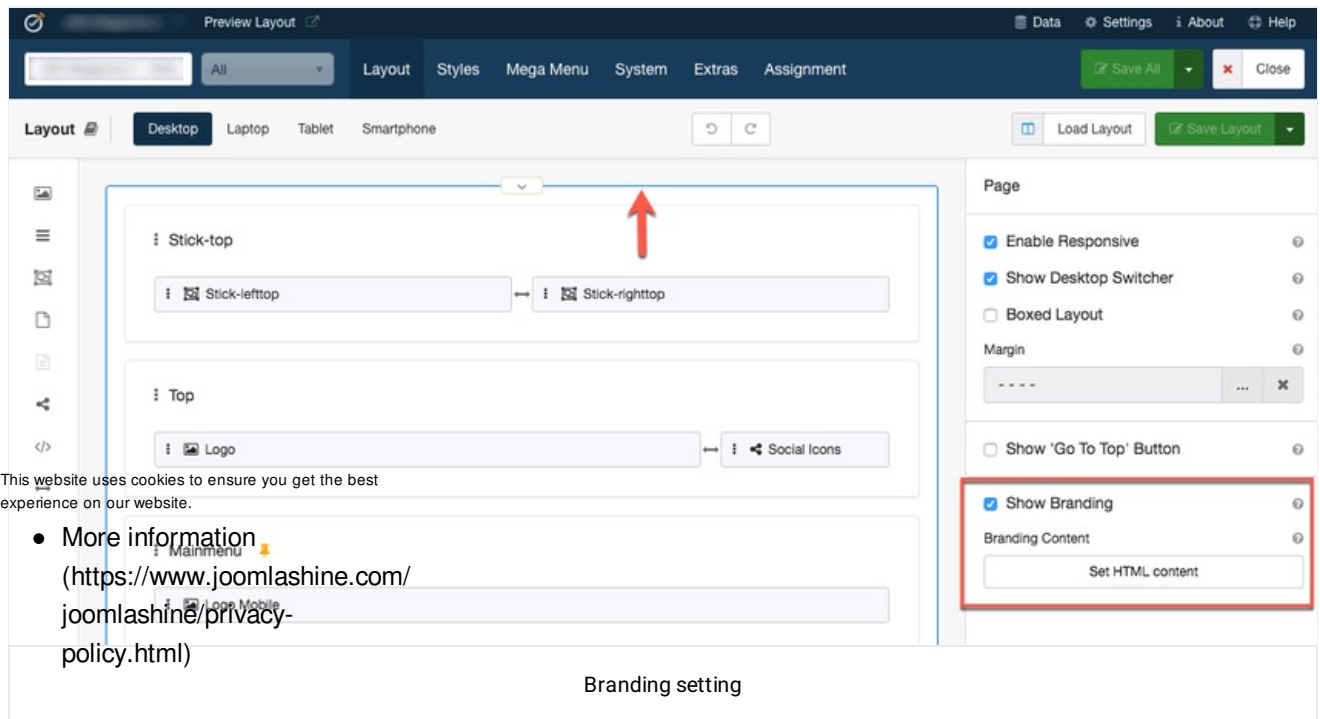 Preview Layout
Data
Settings
About
Help
All
Layout
Styles
Mega Menu
System
Extras
Assignment
Save All
Close
Layout
Desktop
Laptop
Tablet
Smartphone
Load Layout
Save Layout
Page
Stick-top
Enable Responsive
Show Desktop Switcher
Stick-lefttop
Stick-righttop
Boxed Layout
Margin
- - - -
...
Top
Logo
Social Icons
Show 'Go To Top' Button
This website uses cookies to ensure you get the best
experience on our website.
Show Branding
Branding Content
Set HTML content
• More information
(https://www.joomlashine.com/
joomlashine/privacy-
policy.html)
Mainmenu
Logo Mobile
Branding setting